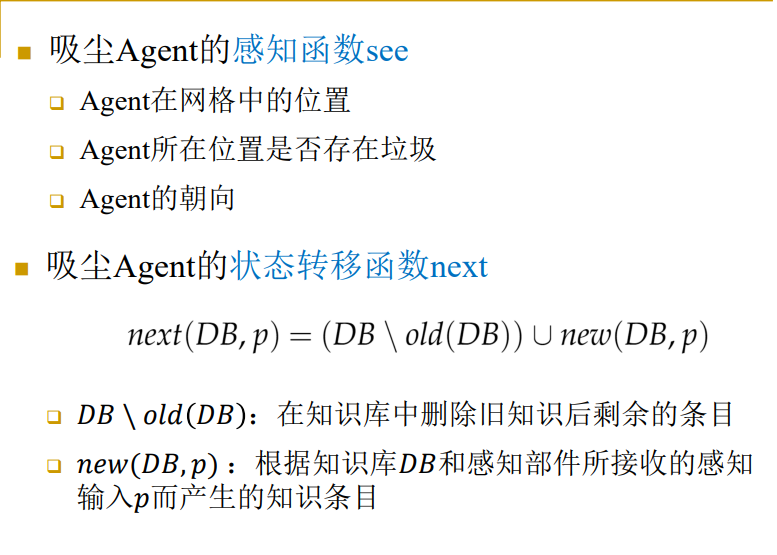 吸尘Agent的感知函数see
Agent在网格中的位置
Agent所在位置是否存在垃圾
Agent的朝向
吸尘Agent的状态转移函数next
next(DB, p) = (DB \ old(DB)) ∪ new(DB, p)
DB \ old(DB)：在知识库中删除旧知识后剩余的条目
new(DB, p)：根据知识库DB和感知部件所接收的感知
输入p而产生的知识条目